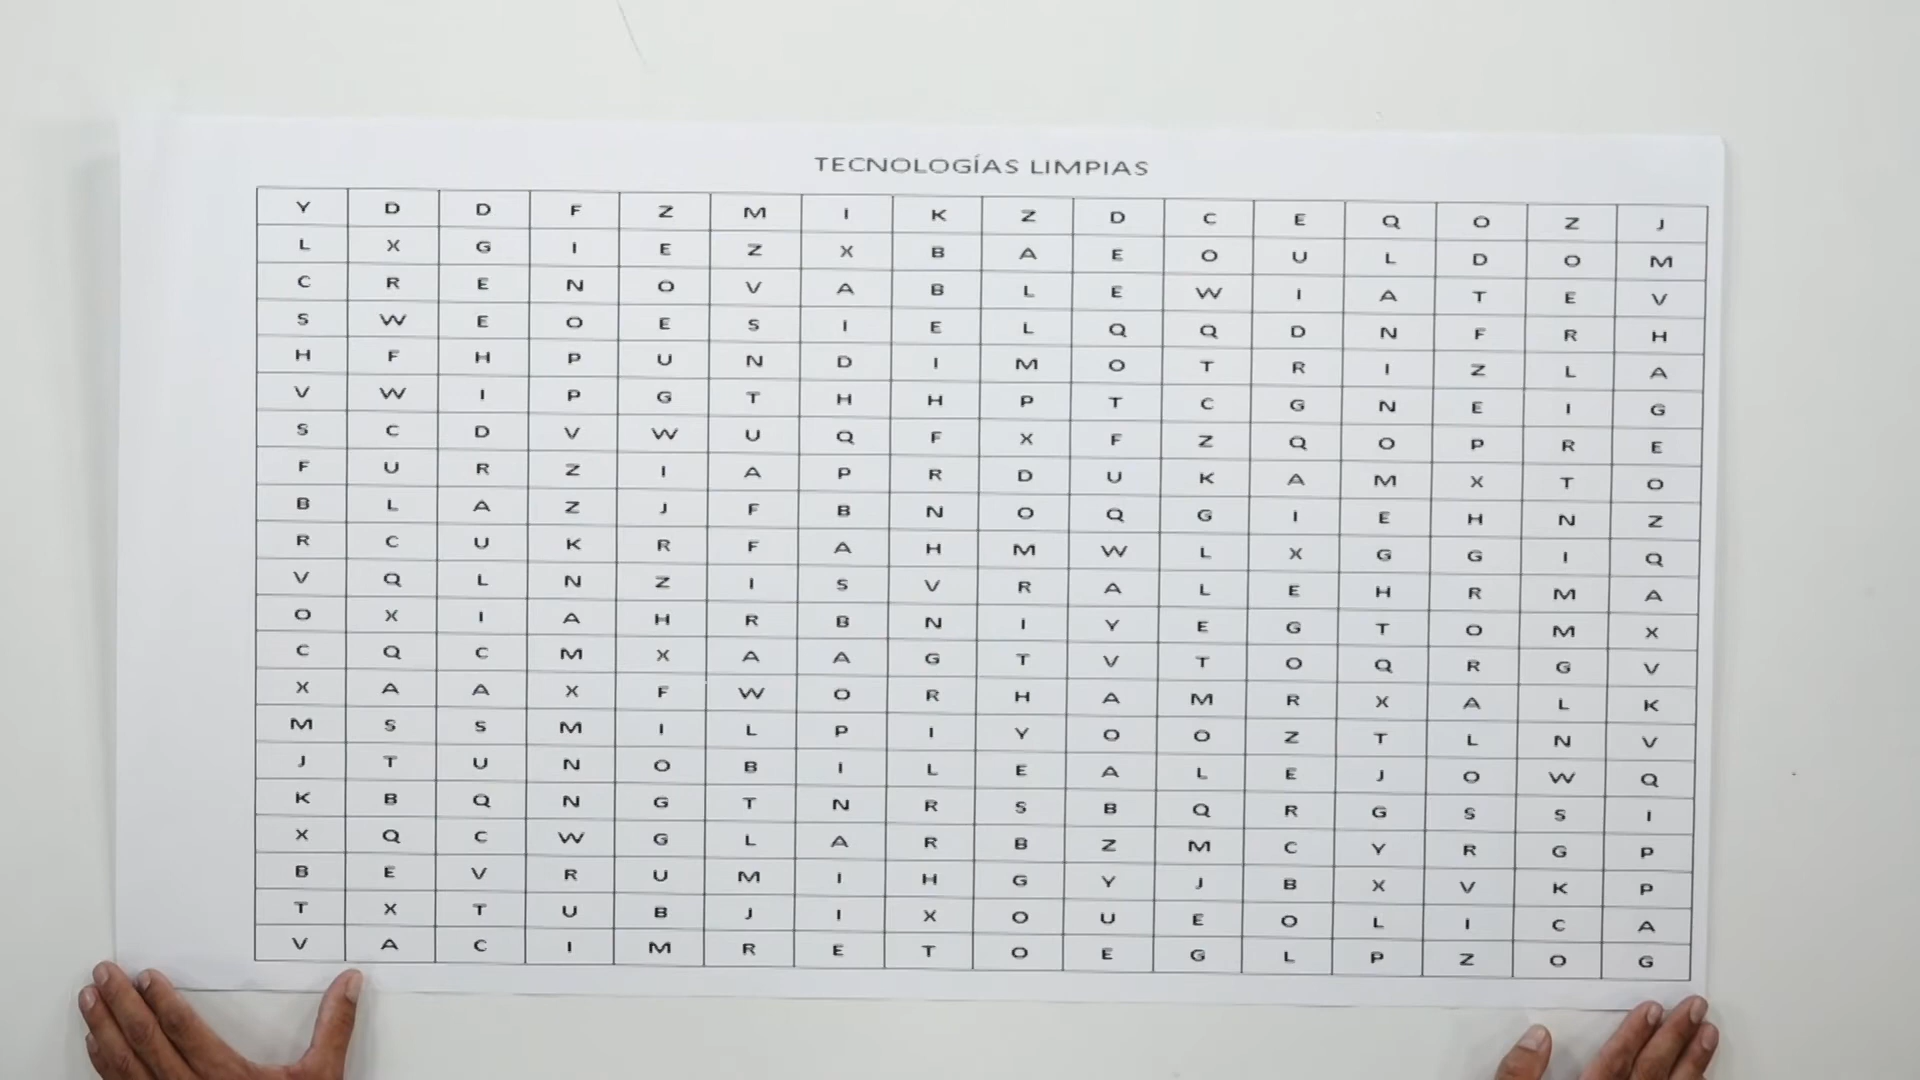 TECNOLOGÍAS LIMPIAS
Y D D F Z M I K Z D C E Q O Z J
L X G I E Z X B A E O U L D O M
C R E N O V A B L E W I A T E V
S W E O E S I E L Q Q D N F R H
H F H P U N D I M O T R I Z L A
V W I P G T H H P T C G N E I G
S C D V W U Q F X F Z Q O P R E
F U R Z I A P R D U K A M X T O
B L A Z J F B N O Q G I E H N Z
R C U K R F A H M W L X G G I Q
V Q L N Z I S V R A L E H R M A
O X I A H R B N I Y E G T O M X
C Q C M X A A G T V T O Q R G V
X A A X F W O R H A M R X A L K
M S S M I L P I Y O O Z T L N V
J T U N O B I L E A L E J O W Q
K B Q N G T N R S B Q R G S S I
X Q C W G L A R B Z M C Y R G P
B E V R U M I H G Y J B X V K P
T X T U B J I X O U E O L I C A
V A C I M R E T O E G L P Z O G